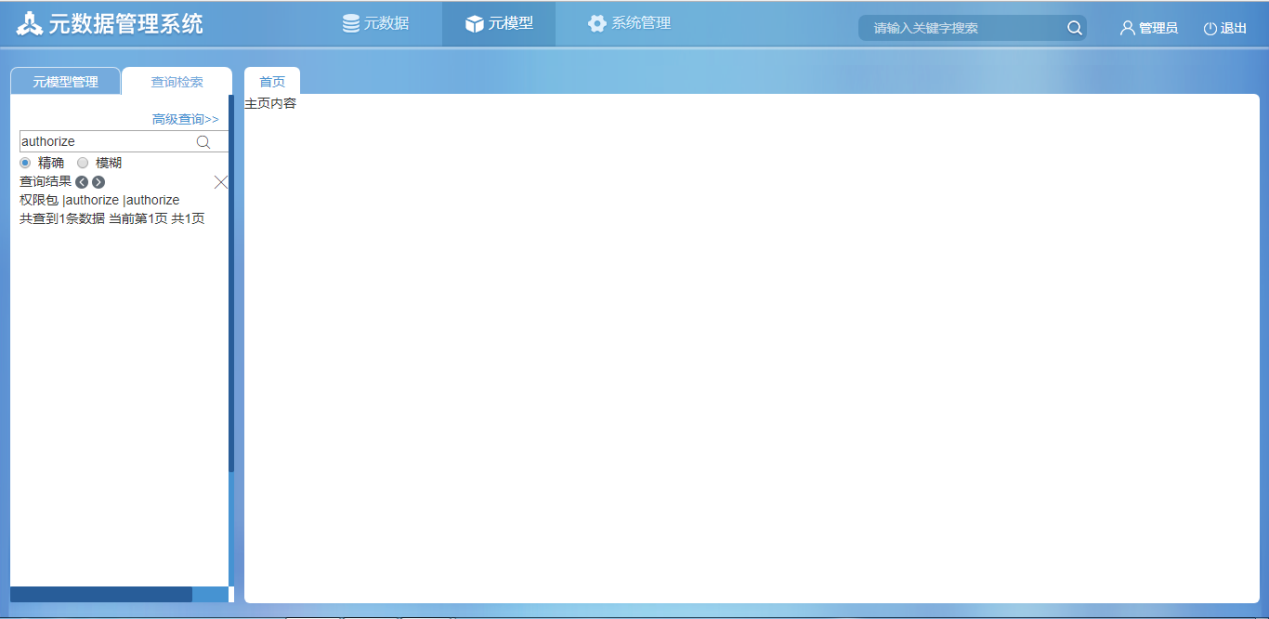 元数据管理系统 元数据 元模型 系统管理 请输入关键字搜索 管理员 退出
元模型管理 查询检索 首页
主页内容
高级查询>>
authorize
精确 模糊
查询结果
权限包 |authorize |authorize
共查到1条数据 当前第1页 共1页